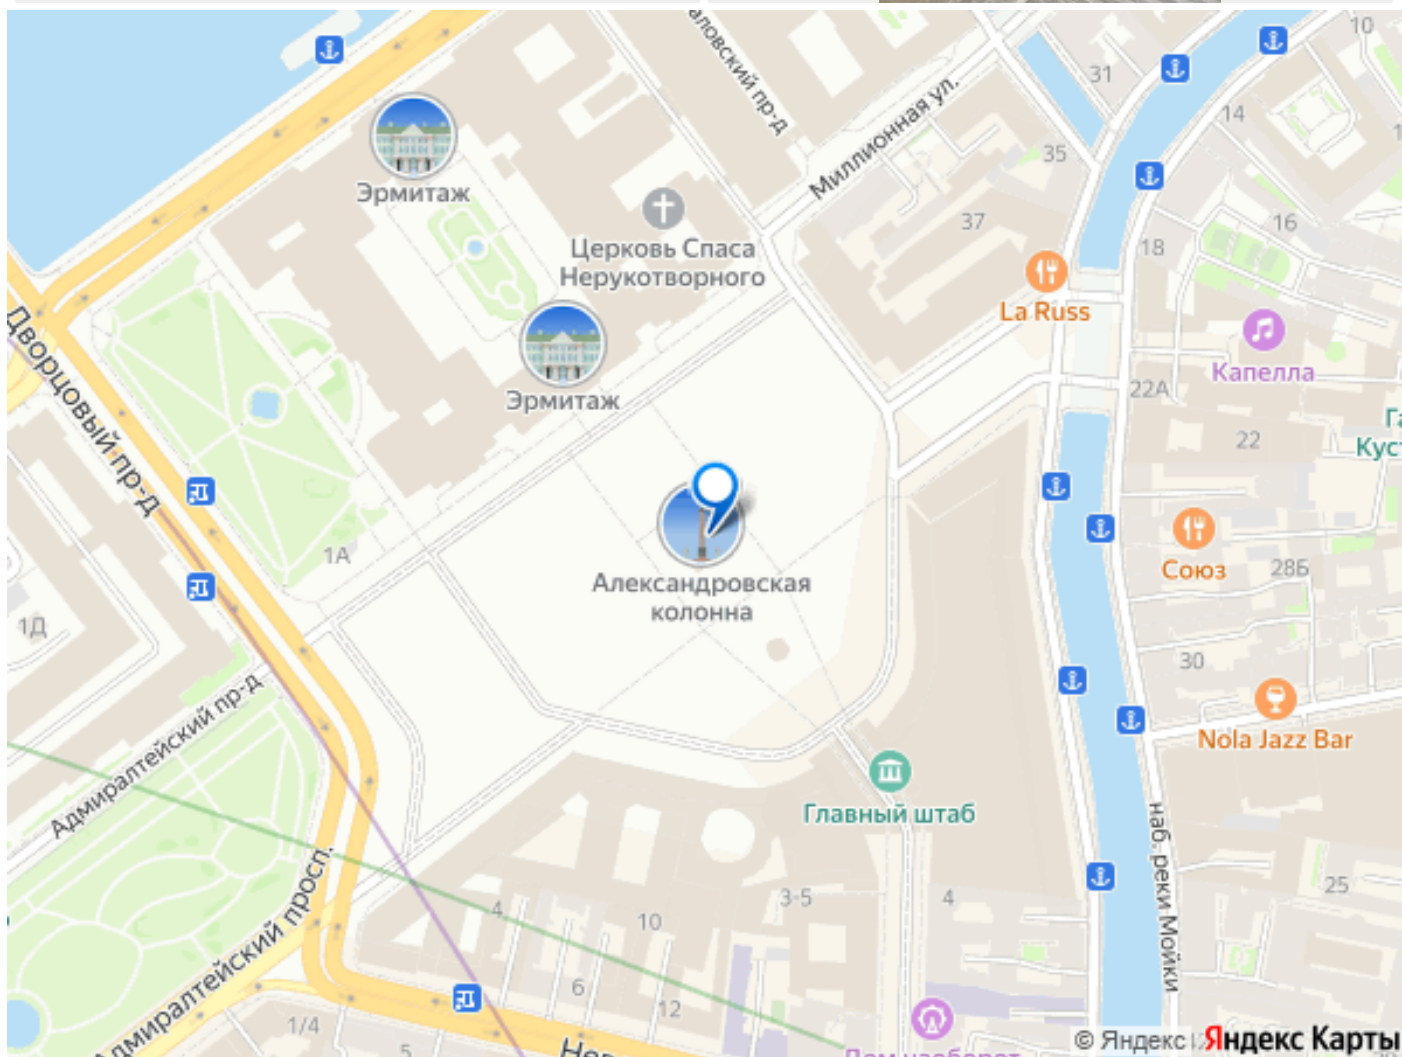 10
31
14
Миллионная ул.
35
Эрмитаж
37
16
18
Церковь Спаса
Нерукотворного
La Russ
Дворцовый пр-д
Капелла
22А
Эрмитаж
22
1А
Союз
28Б
Александровская
колонна
1Д
30
Адмиралтейский пр-д
Nola Jazz Bar
Главный штаб
наб. реки Мойки
25
3-5
4
4
10
Адмиралтейский просп.
6
12
1/4
5
© Яндекс Яндекс Карты